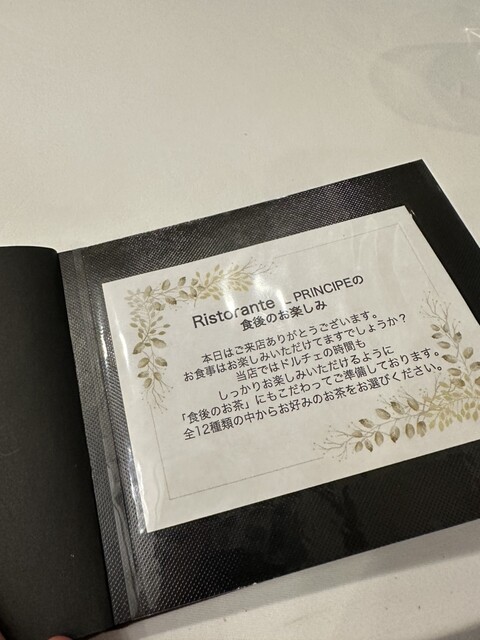 Ristorante _ PRINCIPEの
食後のお楽しみ
本日はご来店ありがとうございます。
お食事はお楽しみいただけてますでしょうか？
当店ではドルチェの時間も
しっかりお楽しみいただけるように
「食後のお茶」にもこだわってご準備しております。
全12種類の中からお好みのお茶をお選びください。